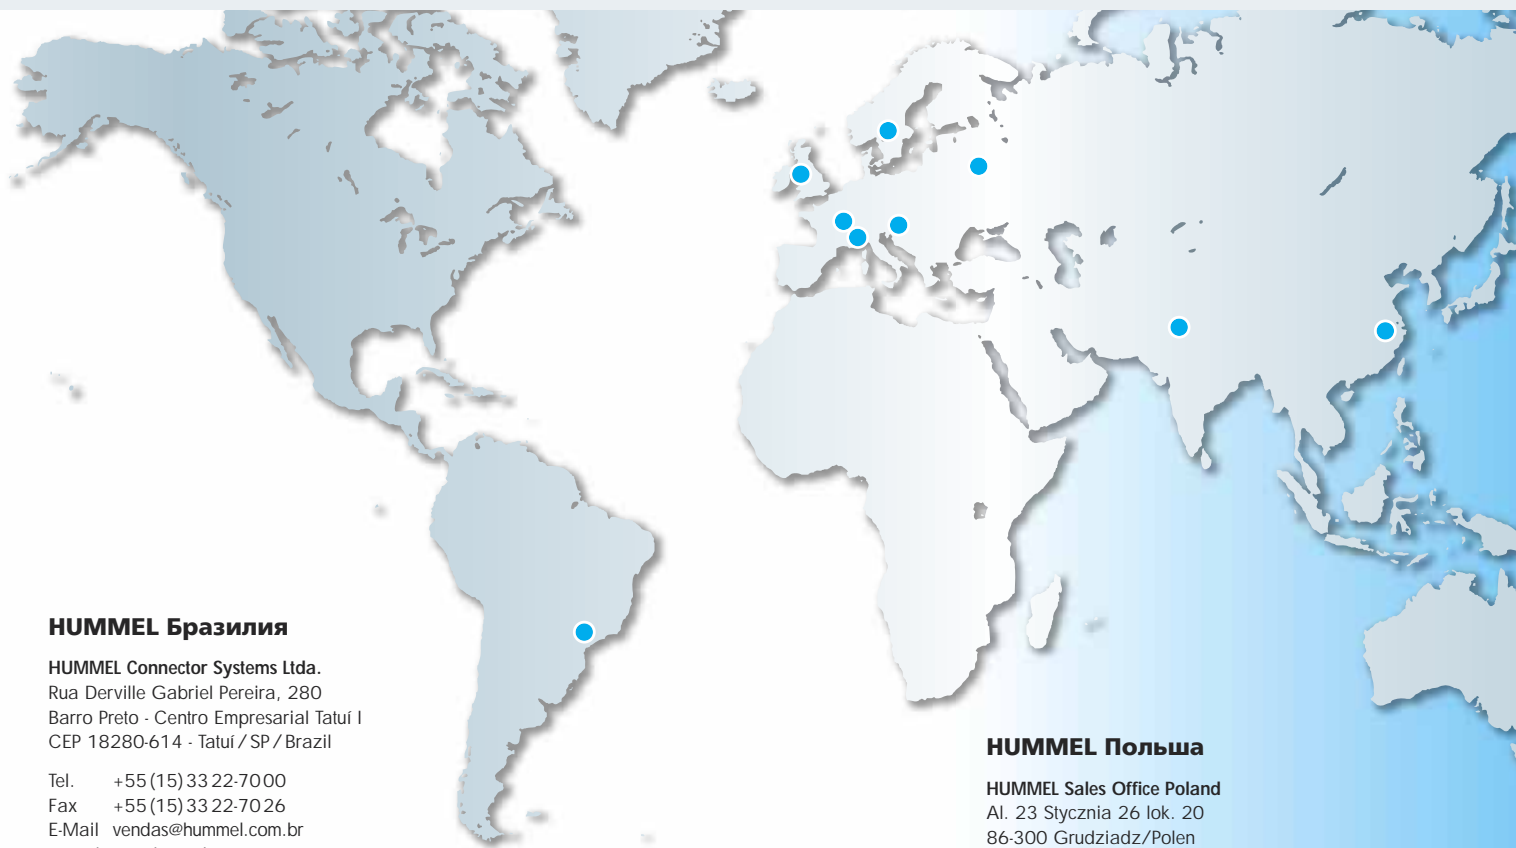 HUMMEL Бразилия
HUMMEL Connector Systems Ltda.
Rua Derville Gabriel Pereira, 280
Barro Preto - Centro Empresarial Tatuí I
CEP 18280-614 - Tatuí / SP / Brazil
Tel. +55 (15) 33 22-70 00
Fax +55 (15) 33 22-70 26
E-Mail vendas@hummel.com.br
HUMMEL Польша
HUMMEL Sales Office Poland
Al. 23 Stycznia 26 lok. 20
86-300 Grudziadz/Polen